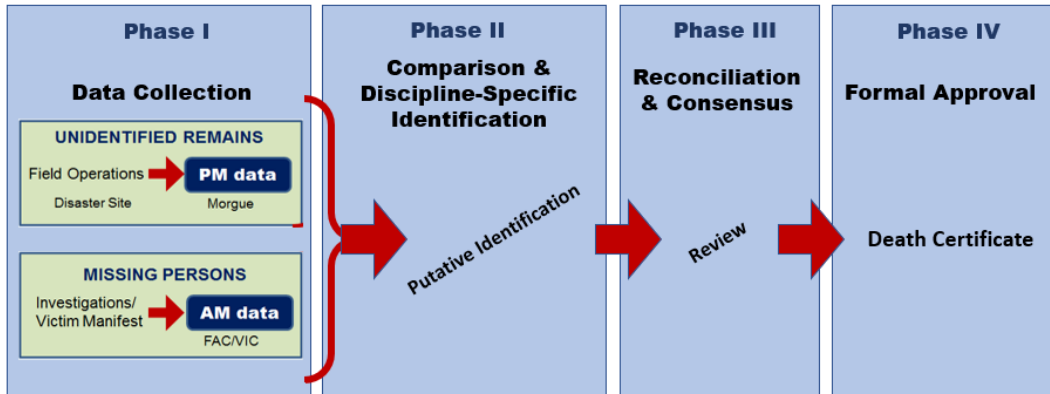 Phase I
Data Collection
UNIDENTIFIED REMAINS
Field Operations
PM data
Disaster Site
Morgue
MISSING PERSONS
Investigations/
Victim Manifest
AM data
FAC/VIC
Phase II
Comparison &
Discipline-Specific
Identification
Putative Identification
Phase III
Reconciliation
& Consensus
Review
Phase IV
Formal Approval
Death Certificate